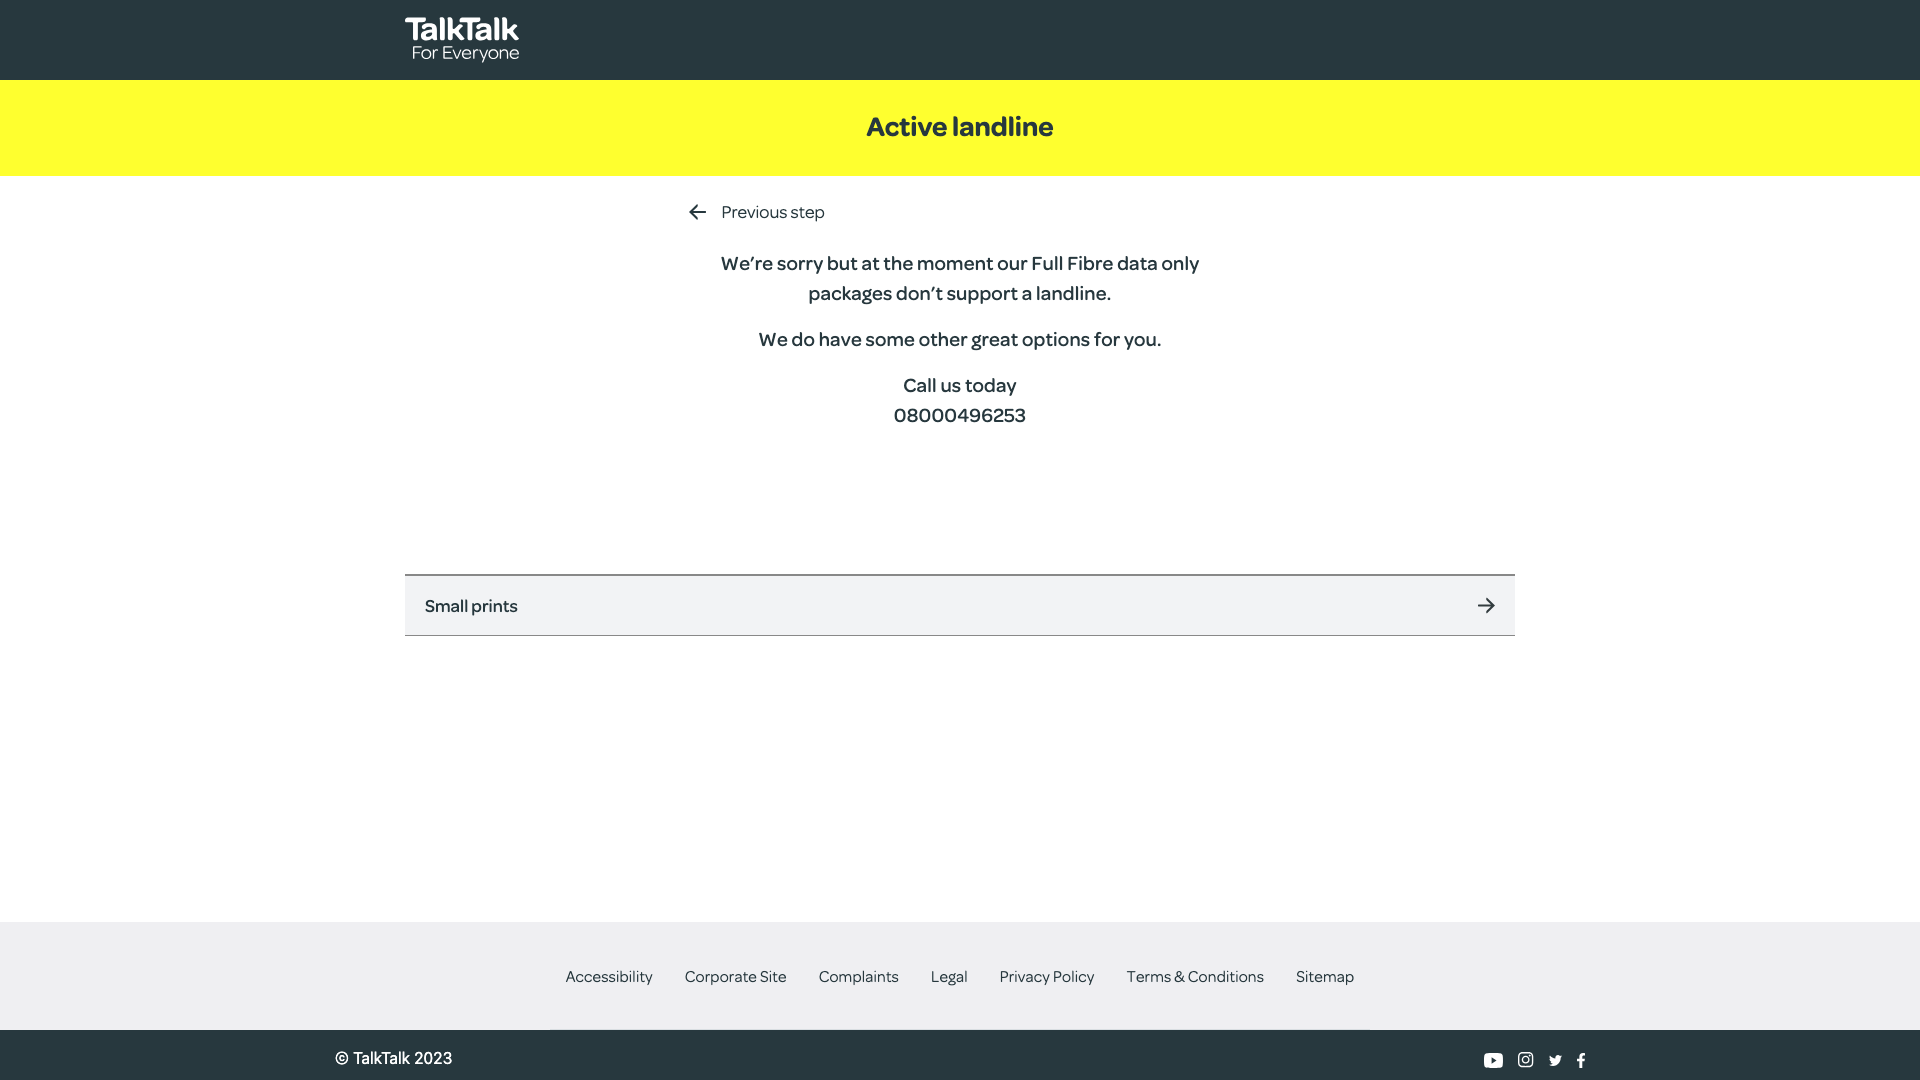 TalkTalk
For Everyone
Active landline
Previous step
We're sorry but at the moment our Full Fibre data only
packages don't support a landline.
We do have some other great options for you.
Call us today
08000496253
Small prints
Accessibility
Corporate Site
Complaints
Legal
Privacy Policy
Terms & Conditions
Sitemap
© TalkTalk 2023